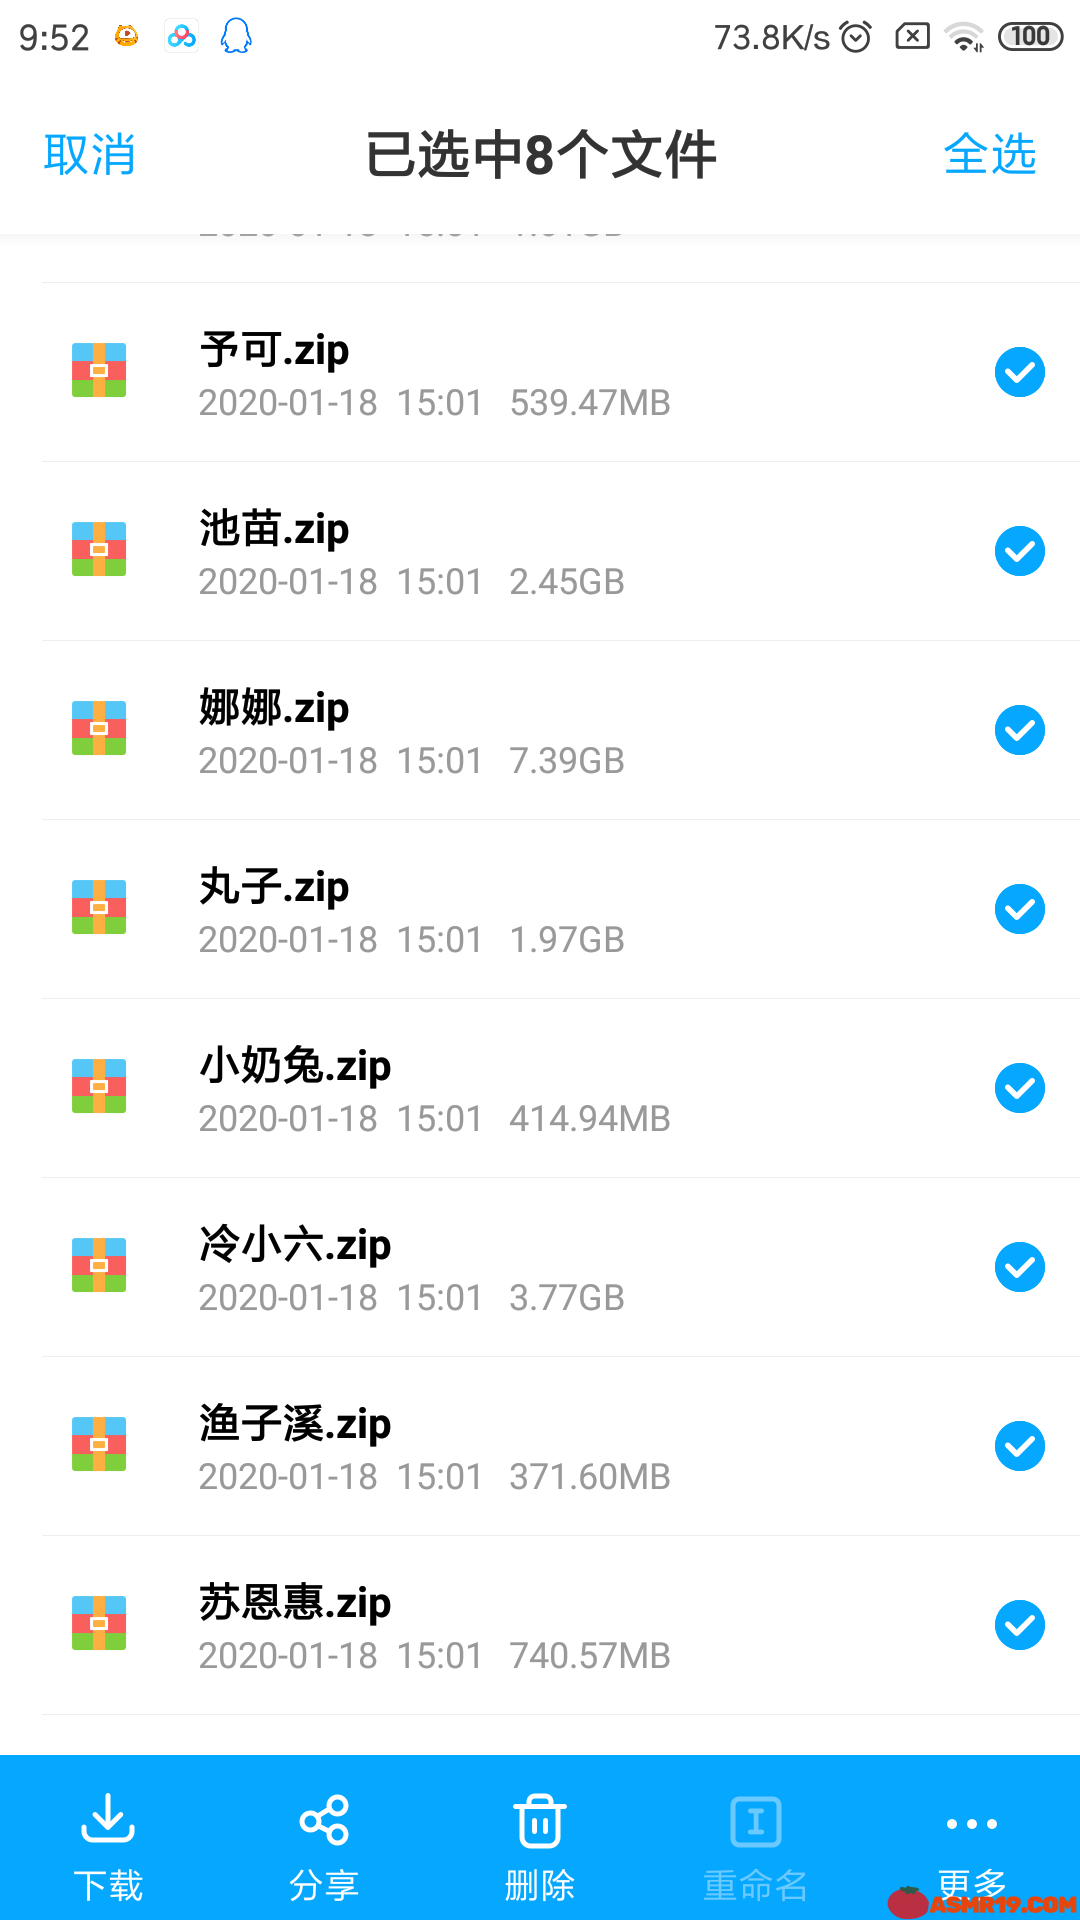 9:52 73.8K/s 100
取消 已选中8个文件 全选
予可.zip
2020-01-18 15:01 539.47MB
池苗.zip
2020-01-18 15:01 2.45GB
娜娜.zip
2020-01-18 15:01 7.39GB
丸子.zip
2020-01-18 15:01 1.97GB
小奶兔.zip
2020-01-18 15:01 414.94MB
冷小六.zip
2020-01-18 15:01 3.77GB
渔子溪.zip
2020-01-18 15:01 371.60MB
苏恩惠.zip
2020-01-18 15:01 740.57MB
下载 分享 删除 重命名 更多
ASMR19.COM